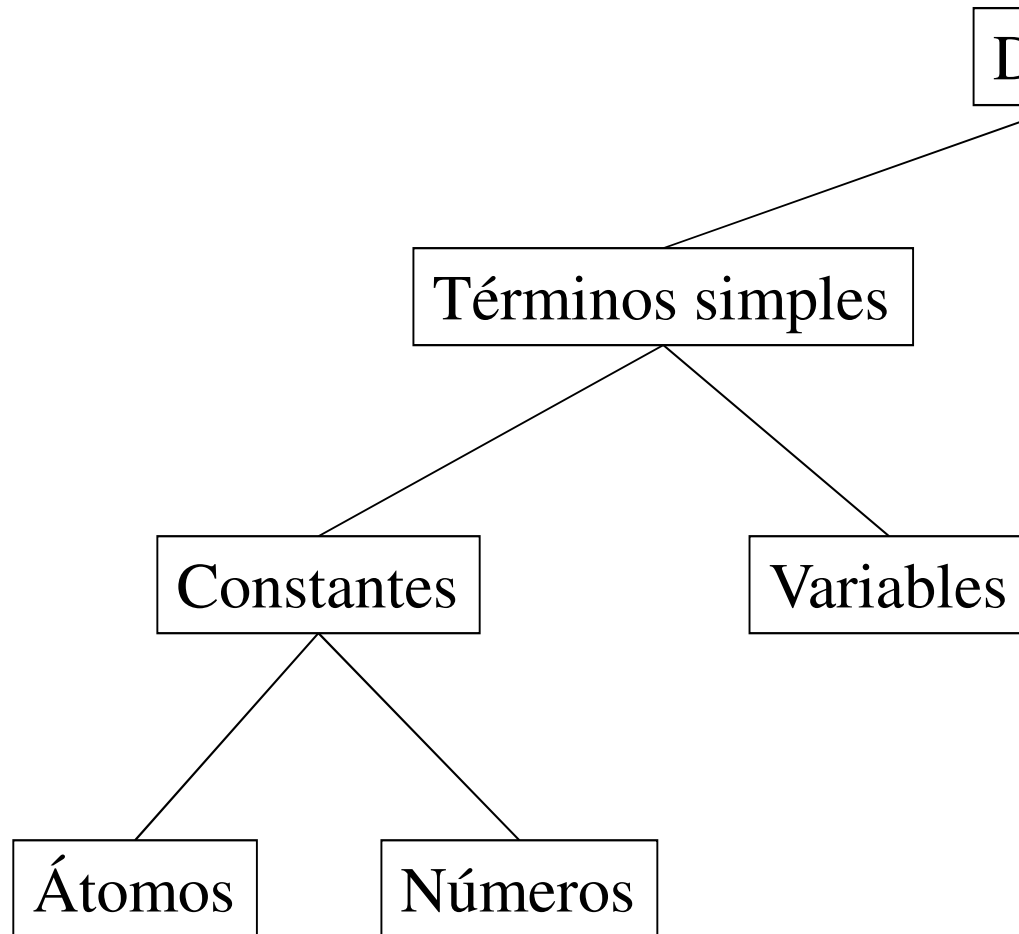 D
Términos simples
Constantes
Variables
Átomos
Números